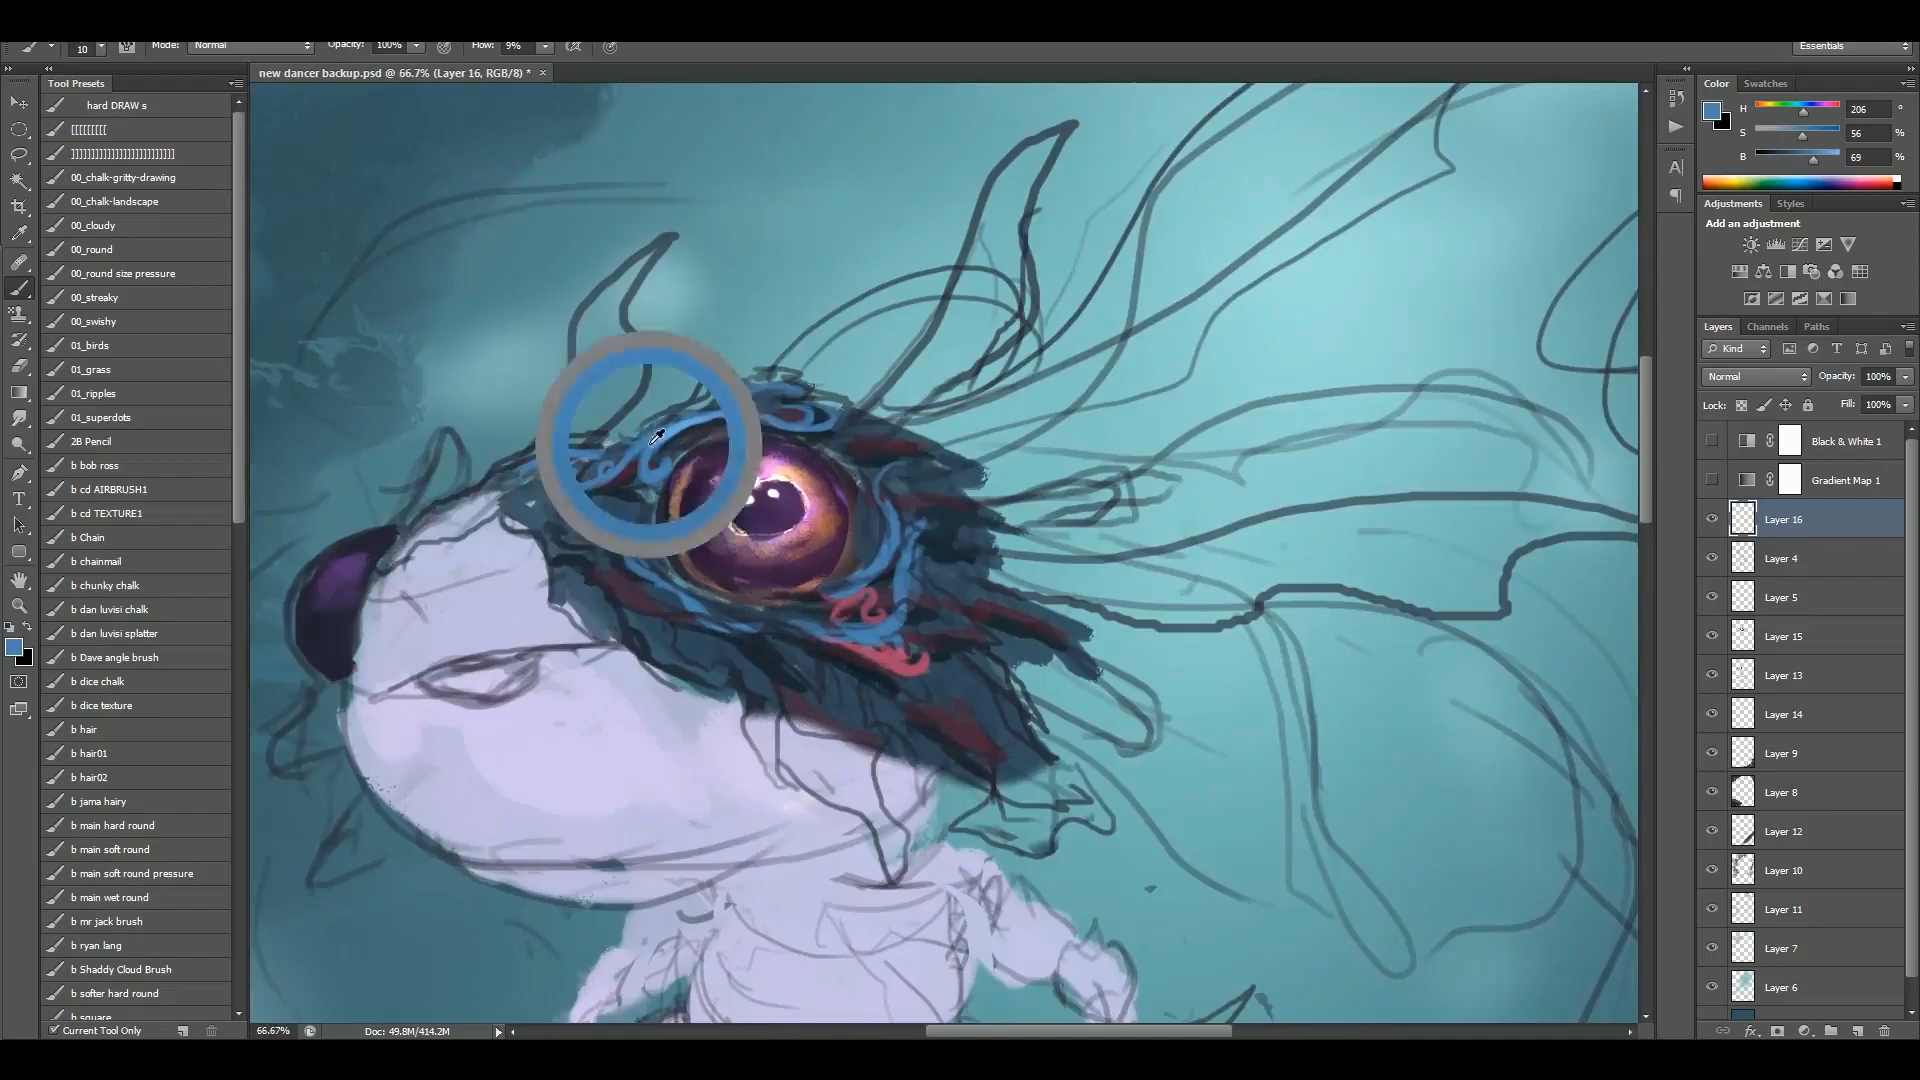 10 Mode: Normal Opacity: 100% Flow: 9% Essentials
new dancer backup.psd @ 66.7% (Layer 16, RGB/8) * ×
Tool Presets
hard DRAW s
[[[[[[[[[
00_chalk-gritty-drawing
00_chalk-landscape
00_cloudy
00_round
00_round size pressure
00_streaky
00_swishy
01_birds
01_grass
01_ripples
01_superdots
2B Pencil
b bob ross
b cd AIRBRUSH1
b cd TEXTURE1
b Chain
b chainmail
b chunky chalk
b dan luvisi chalk
b dan luvisi splatter
b Dave angle brush
b dice chalk
b dice texture
b hair
b hair01
b hair02
b jama hairy
b main hard round
b main soft round
b main soft round pressure
b main wet round
b mr jack brush
b ryan lang
b Shaddy Cloud Brush
b softer hard round
b square
Current Tool Only
66.67% Doc: 49.8M/414.2M
Color Swatches
H 206 °
S 56 %
B 69 %
Adjustments Styles
Add an adjustment
Layers Channels Paths
Kind
Normal Opacity: 100%
Lock: Fill: 100%
Black & White 1
Gradient Map 1
Layer 16
Layer 4
Layer 5
Layer 15
Layer 13
Layer 14
Layer 9
Layer 8
Layer 12
Layer 10
Layer 11
Layer 7
Layer 6